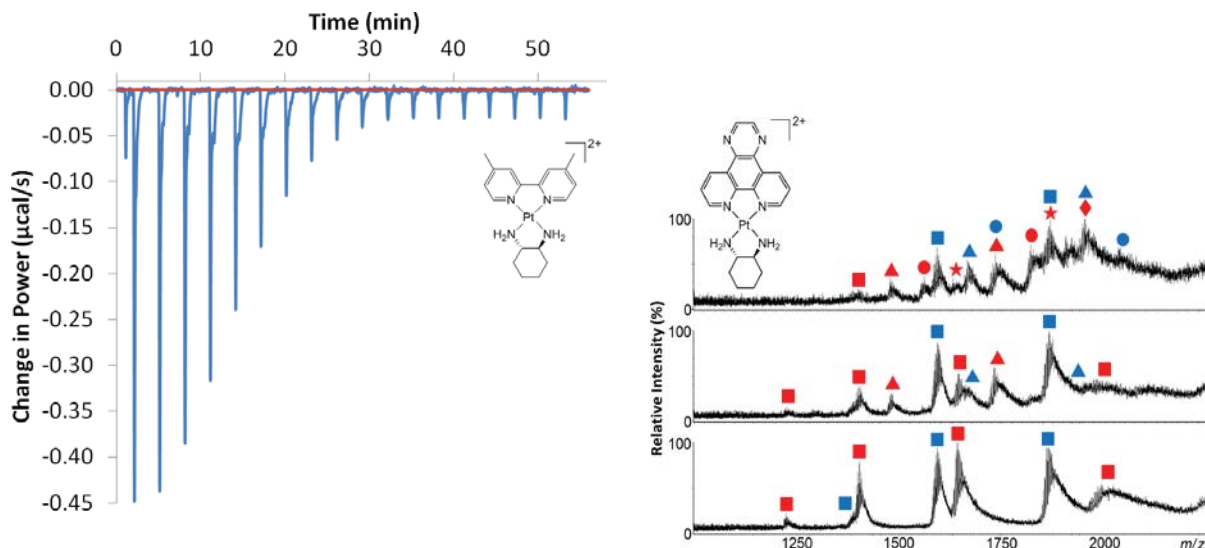 Time (min)
0 10 20 30 40 50
Change in Power (µcal/s)
0.00
-0.05
-0.10
-0.15
-0.20
-0.25
-0.30
-0.35
-0.40
-0.45
2+
N N
Pt
H₂N NH₂
2+
N N
N N
Pt
H₂N NH₂
Relative Intensity (%)
100
0
100
0
100
0
1250 1500 1750 2000 m/z